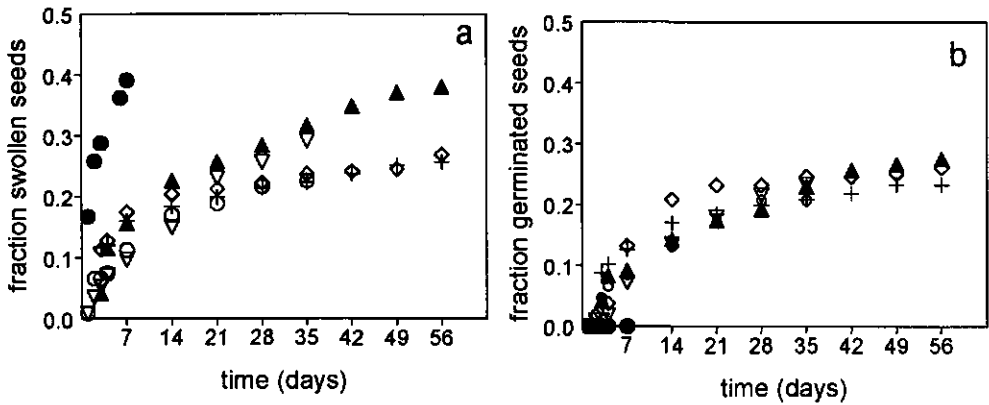 a
0.5
0.4
0.3
0.2
0.1
0.0
fraction swollen seeds
7 14 21 28 35 42 49 56
time (days)
b
0.5
0.4
0.3
0.2
0.1
0.0
fraction germinated seeds
7 14 21 28 35 42 49 56
time (days)